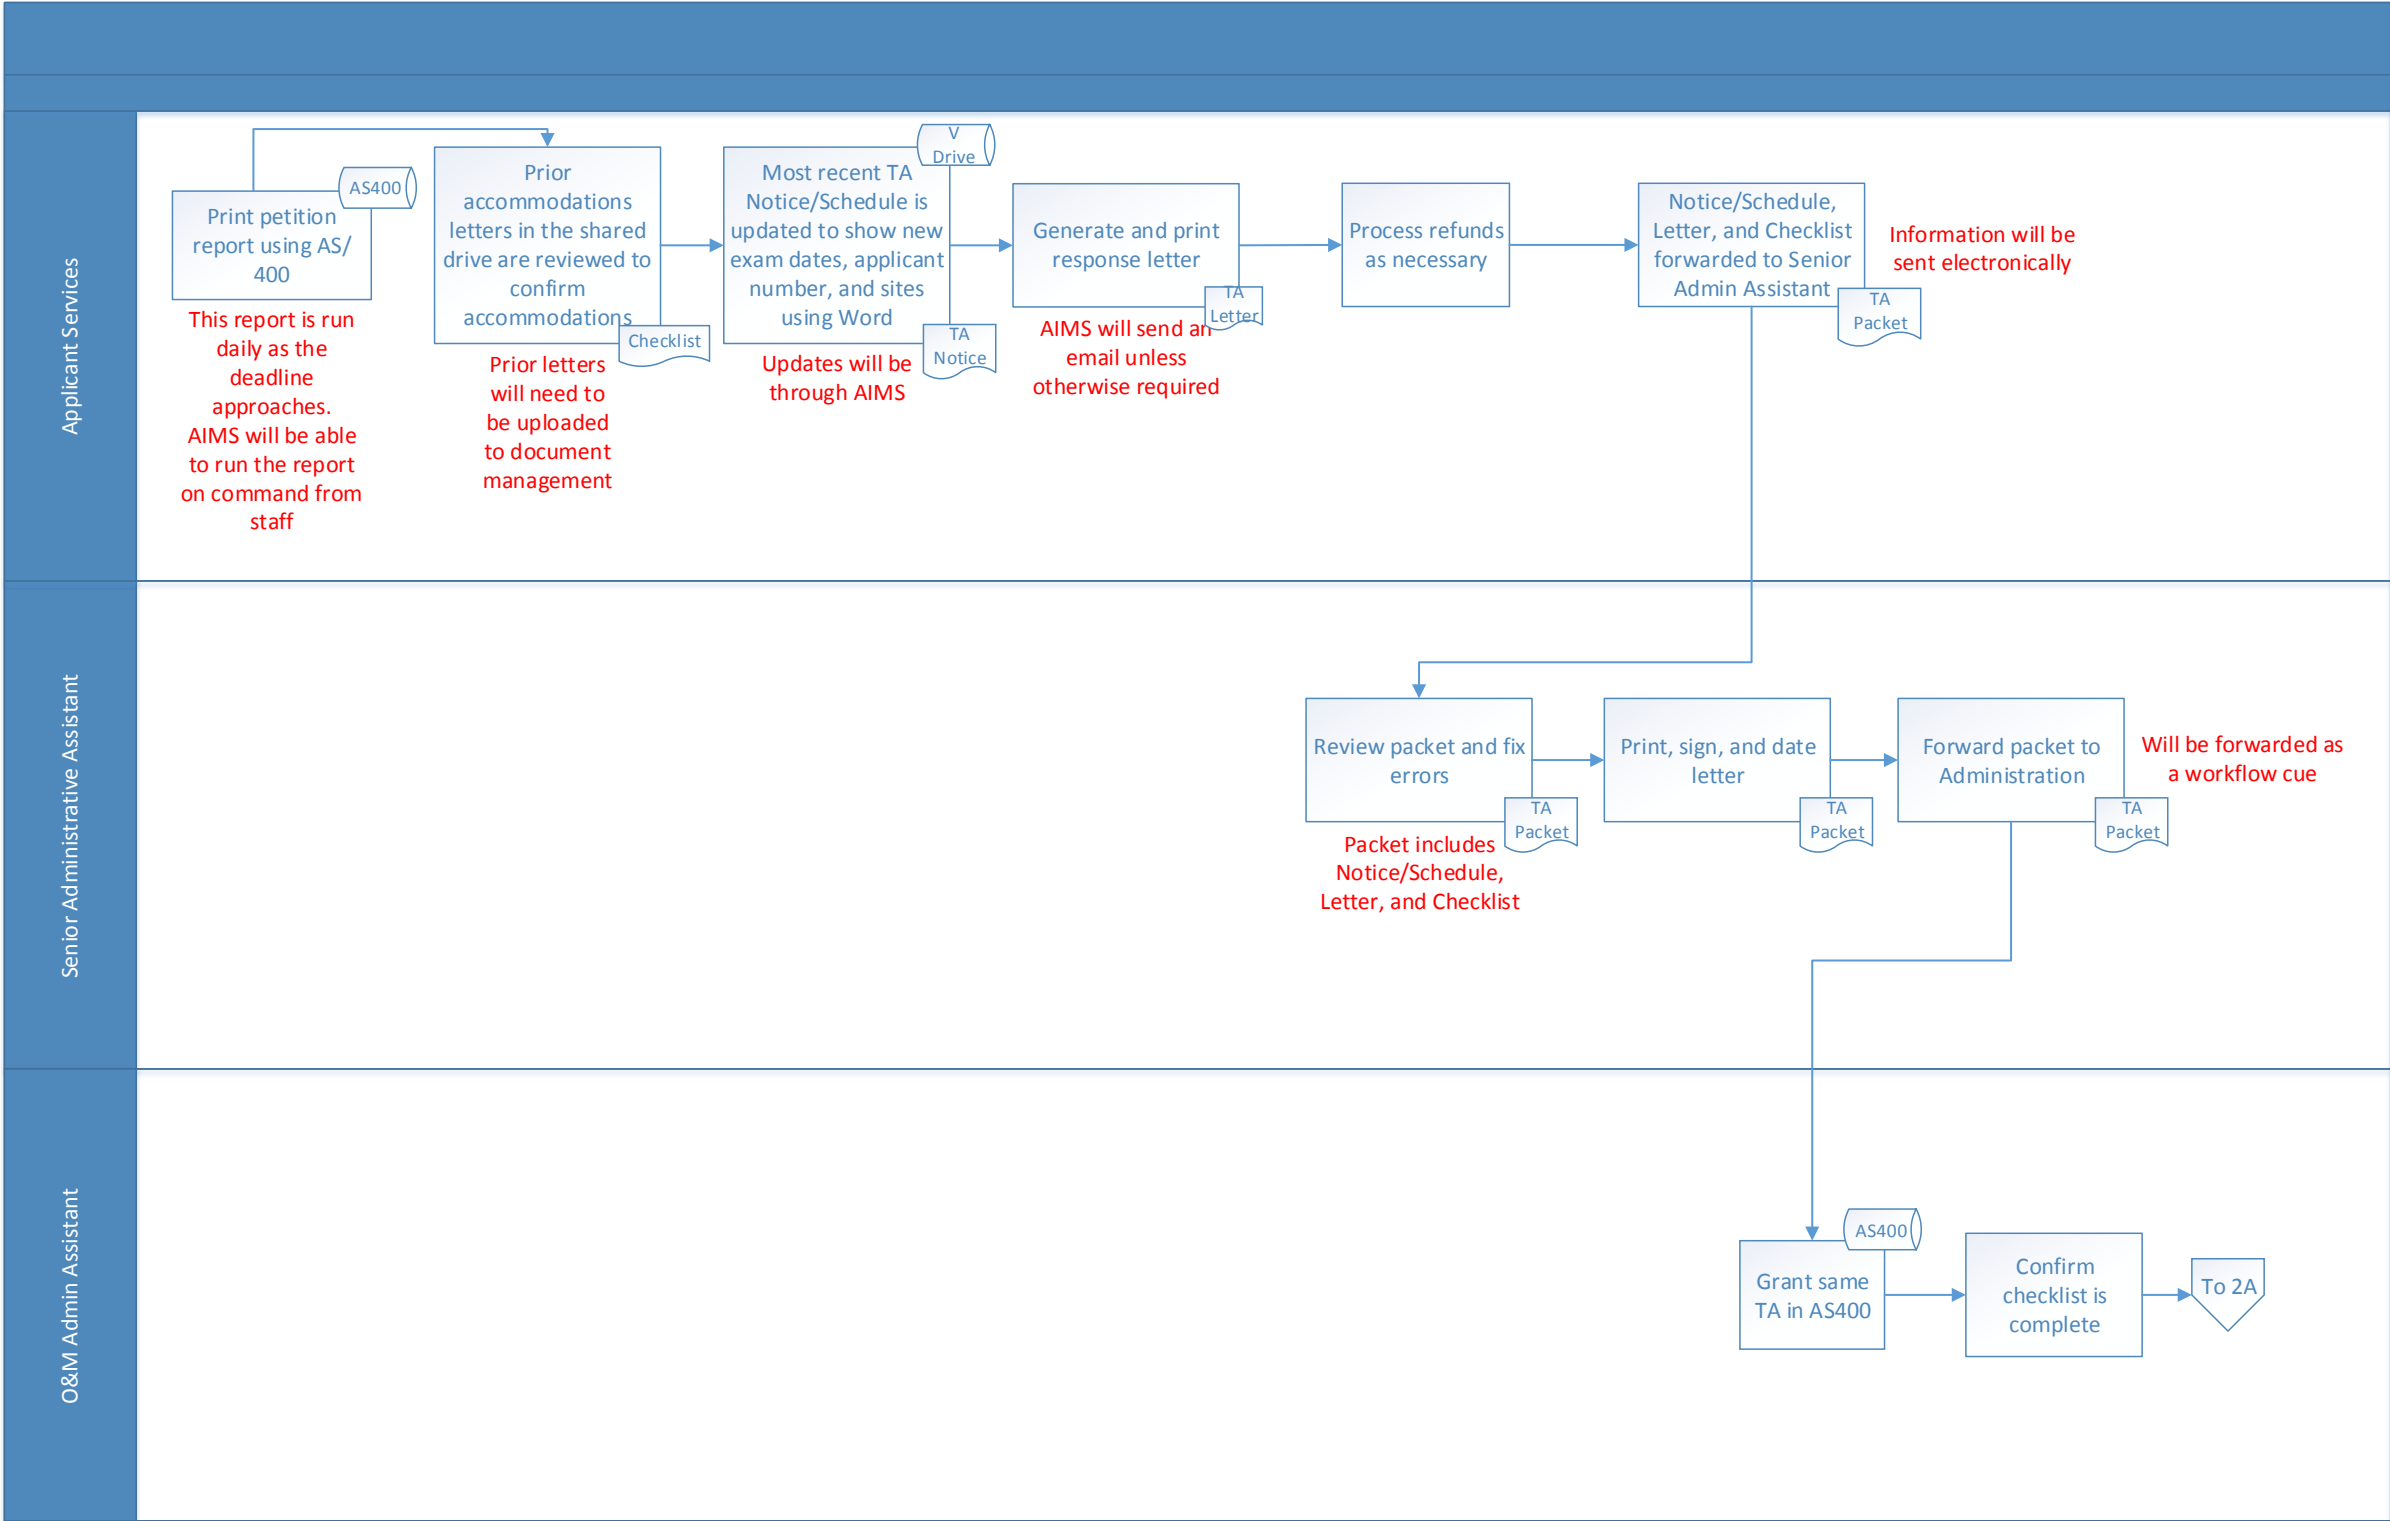 Applicant Services
AS400
Print petition
report using AS/
400
This report is run
daily as the
deadline
approaches.
AIMS will be able
to run the report
on command from
staff
Prior
accommodations
letters in the shared
drive are reviewed to
confirm
accommodations
Checklist
Prior letters
will need to
be uploaded
to document
management
V
Drive
Most recent TA
Notice/Schedule is
updated to show new
exam dates, applicant
number, and sites
using Word
TA
Notice
Updates will be
through AIMS
Generate and print
response letter
TA
Letter
AIMS will send an
email unless
otherwise required
Process refunds
as necessary
Notice/Schedule,
Letter, and Checklist
forwarded to Senior
Admin Assistant
TA
Packet
Information will be
sent electronically
Senior Administrative Assistant
Review packet and fix
errors
TA
Packet
Packet includes
Notice/Schedule,
Letter, and Checklist
Print, sign, and date
letter
TA
Packet
Forward packet to
Administration
TA
Packet
Will be forwarded as
a workflow cue
O&M Admin Assistant
AS400
Grant same
TA in AS400
Confirm
checklist is
complete
To 2A